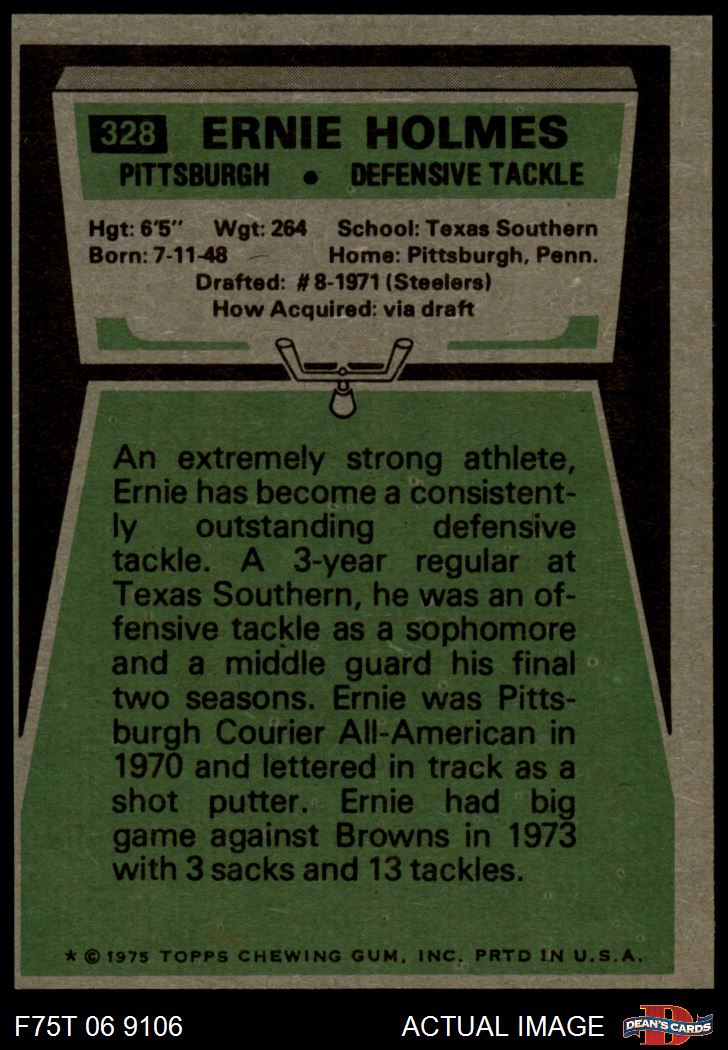 328 ERNIE HOLMES
PITTSBURGH • DEFENSIVE TACKLE
Hgt: 6'5" Wgt: 264 School: Texas Southern
Born: 7-11-48 Home: Pittsburgh, Penn.
Drafted: #8-1971 (Steelers)
How Acquired: via draft
An extremely strong athlete,
Ernie has become a consistent-
ly outstanding defensive
tackle. A 3-year regular at
Texas Southern, he was an of-
fensive tackle as a sophomore
and a middle guard his final
two seasons. Ernie was Pitts-
burgh Courier All-American in
1970 and lettered in track as a
shot putter. Ernie had big
game against Browns in 1973
with 3 sacks and 13 tackles.
* © 1975 TOPPS CHEWING GUM, INC. PRTD IN U.S.A.
F75T 06 9106 ACTUAL IMAGE D DEAN'S CARDS